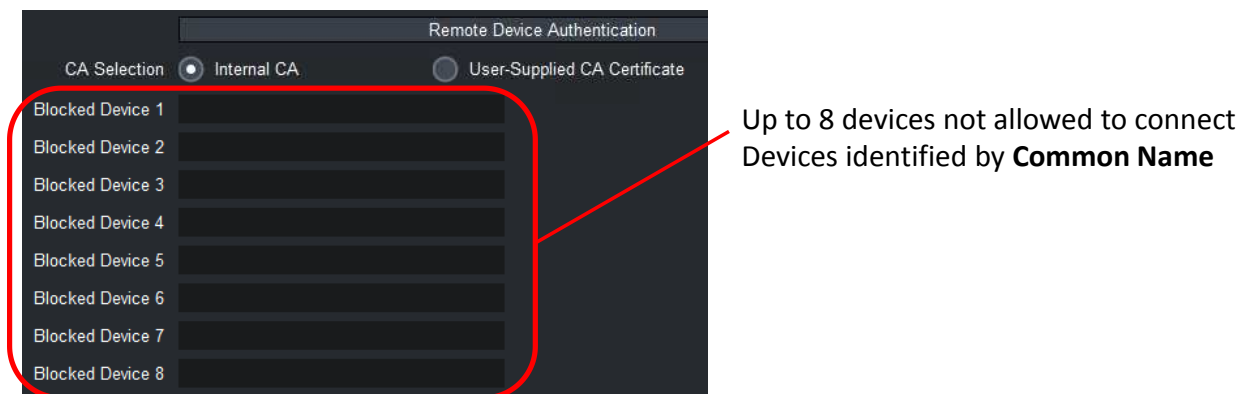 Remote Device Authentication
CA Selection Internal CA User-Supplied CA Certificate
Blocked Device 1
Blocked Device 2
Blocked Device 3
Blocked Device 4
Blocked Device 5
Blocked Device 6
Blocked Device 7
Blocked Device 8
Up to 8 devices not allowed to connect
Devices identified by Common Name